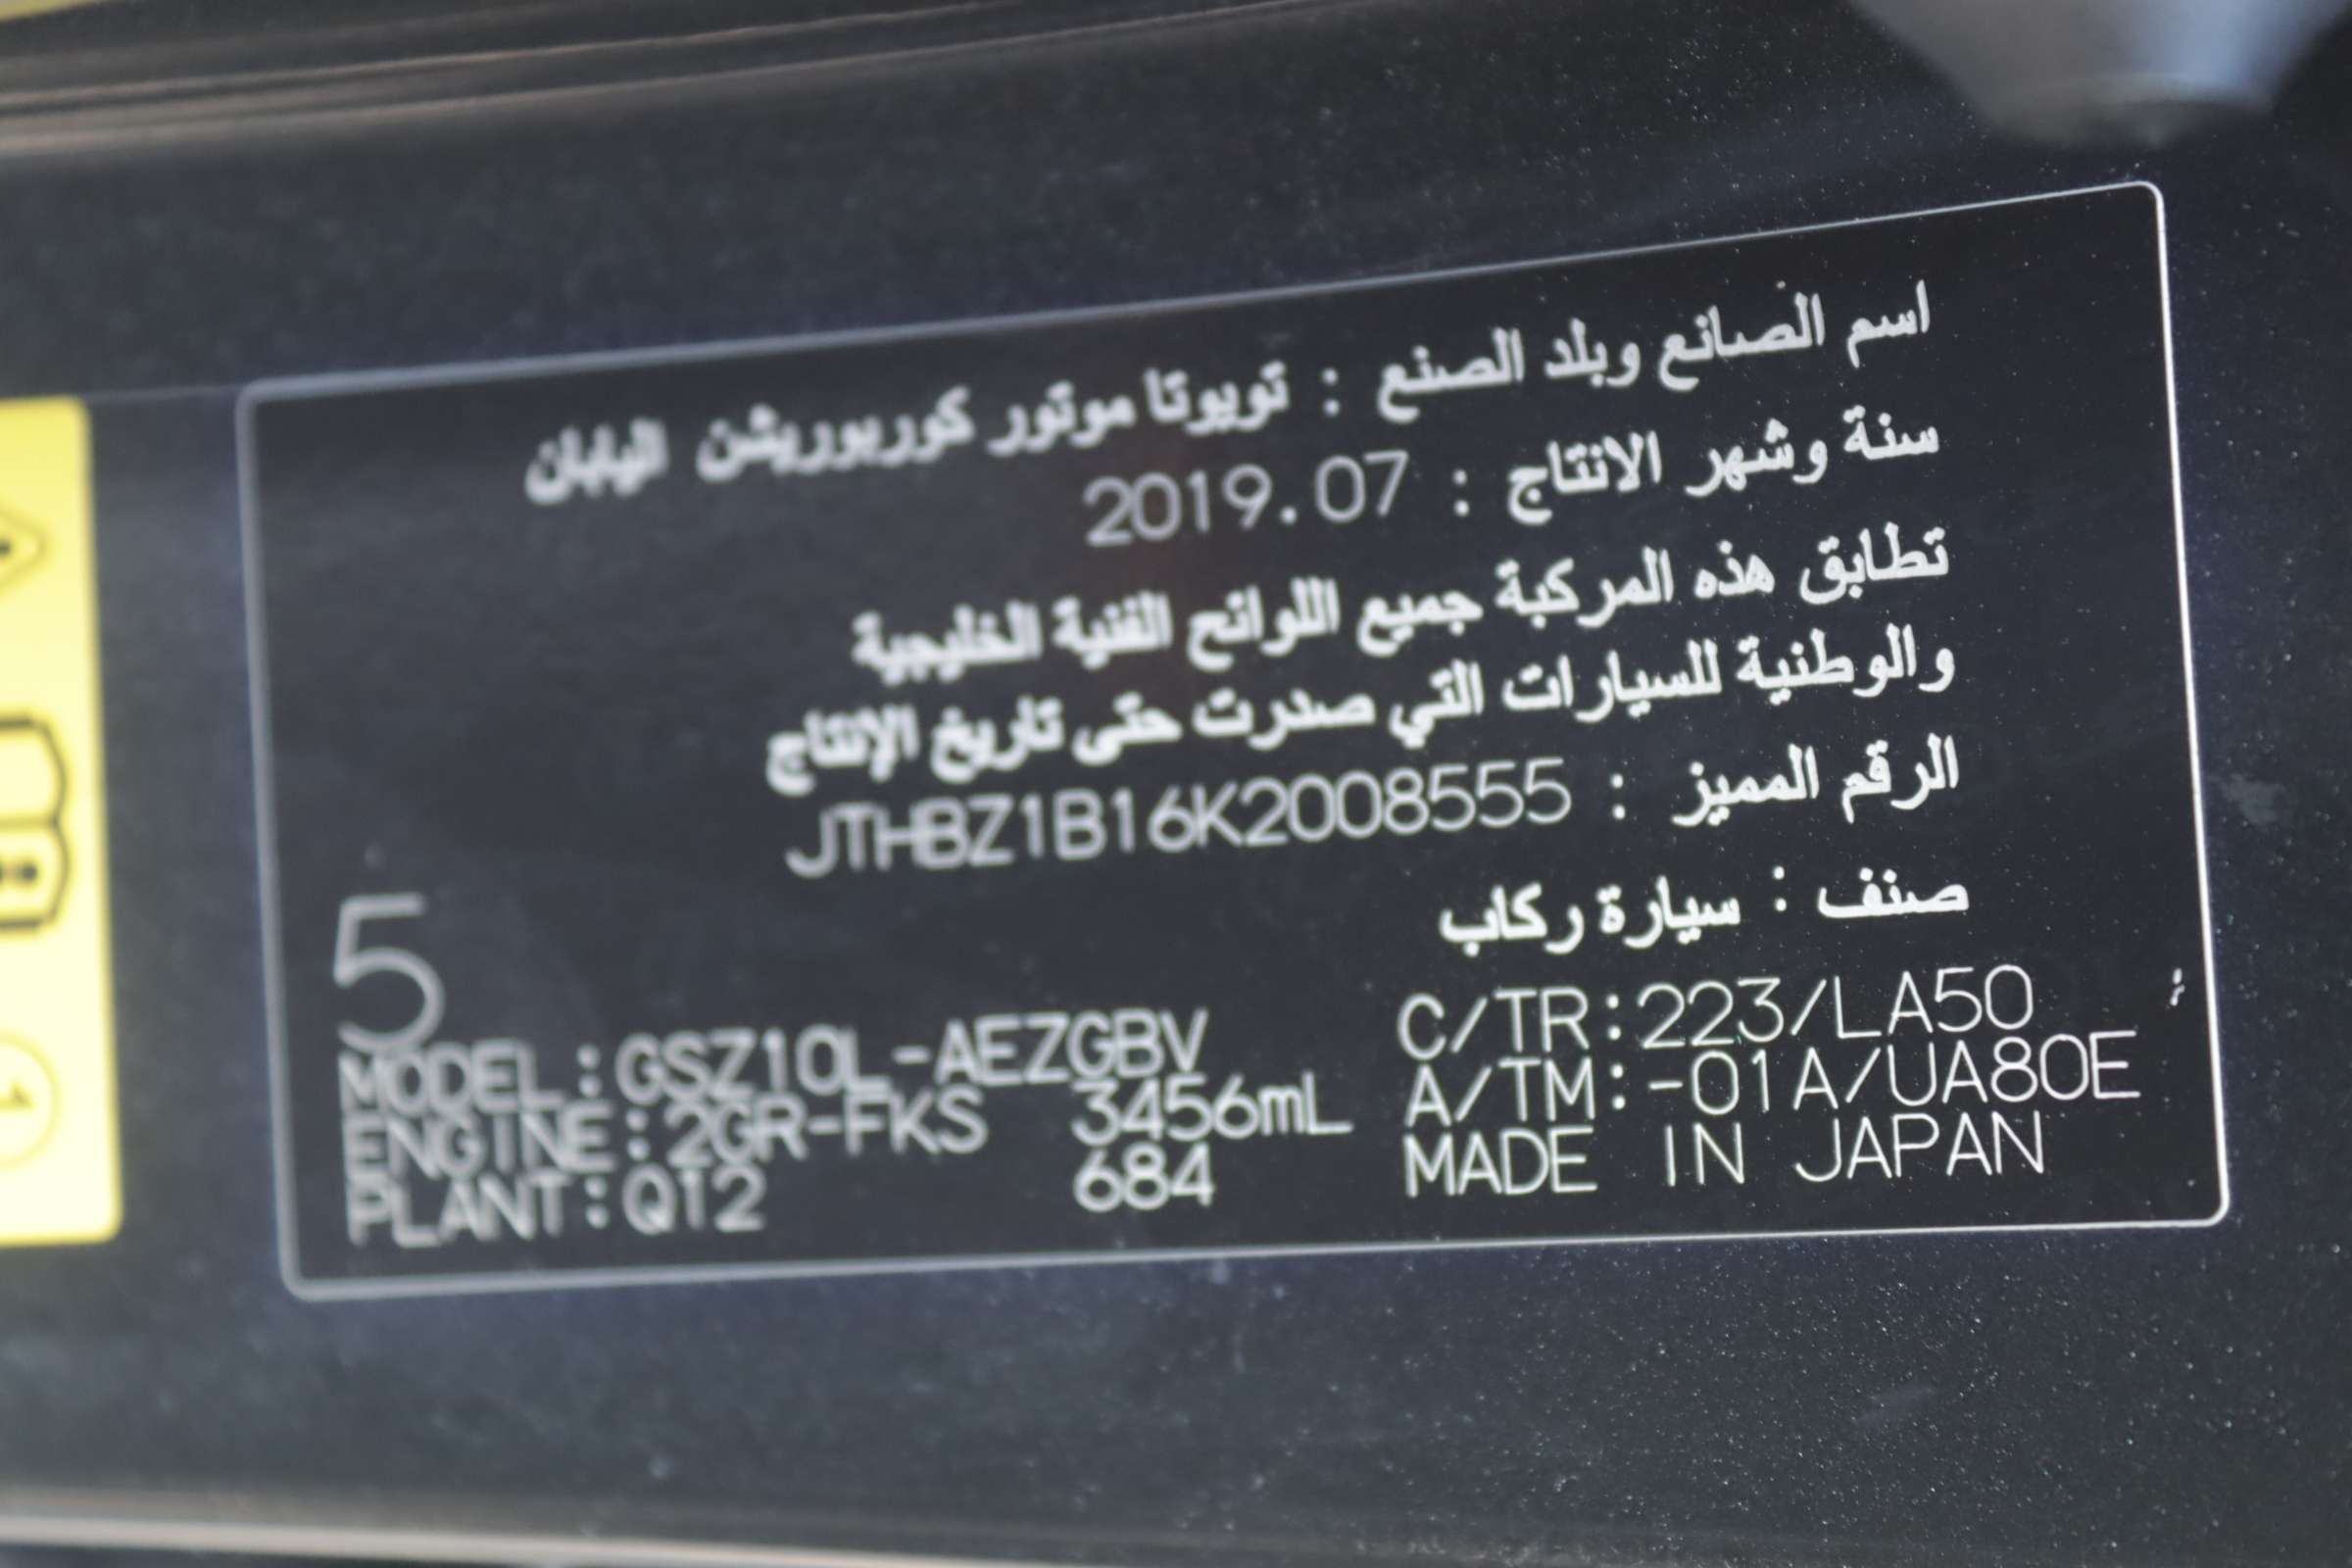 اسم الصانع وبلد الصنع : تويوتا موتور كوربوريشن اليابان
سنة وشهر الانتاج : 2019.07
تطابق هذه المركبة جميع اللوائح الفنية الخليجية
والوطنية للسيارات التي صدرت حتى تاريخ الإنتاج
الرقم المميز : JTHBZ1B16K2008555
صنف : سيارة ركاب
5
MODEL:GSZ10L-AEZGBV C/TR:223/LA50
ENGINE:2GR-FKS 3456mL A/TM:-01A/UA80E
PLANT:Q12 684 MADE IN JAPAN
1